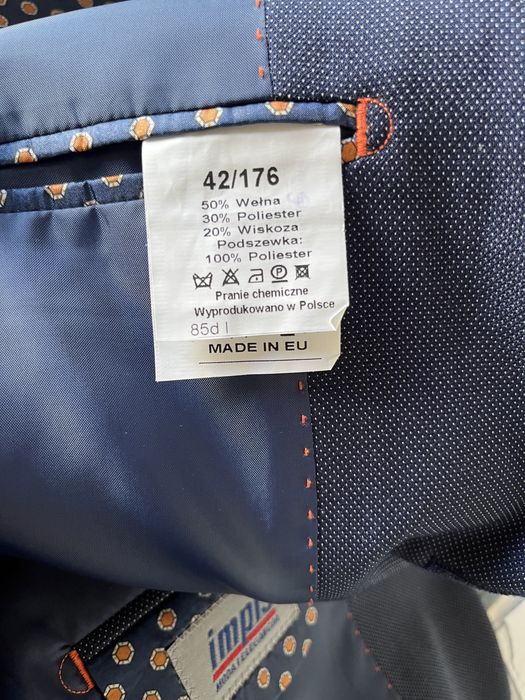 42/176
50% Wełna
30% Poliester
20% Wiskoza
Podszewka:
100% Poliester
Pranie chemiczne
Wyprodukowano w Polsce
85d
MADE IN EU